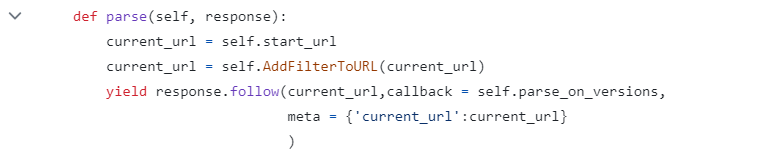 def parse(self, response):
    current_url = self.start_url
    current_url = self.AddFilterToURL(current_url)
    yield response.follow(current_url,callback = self.parse_on_versions,
                          meta = {'current_url':current_url}
                          )